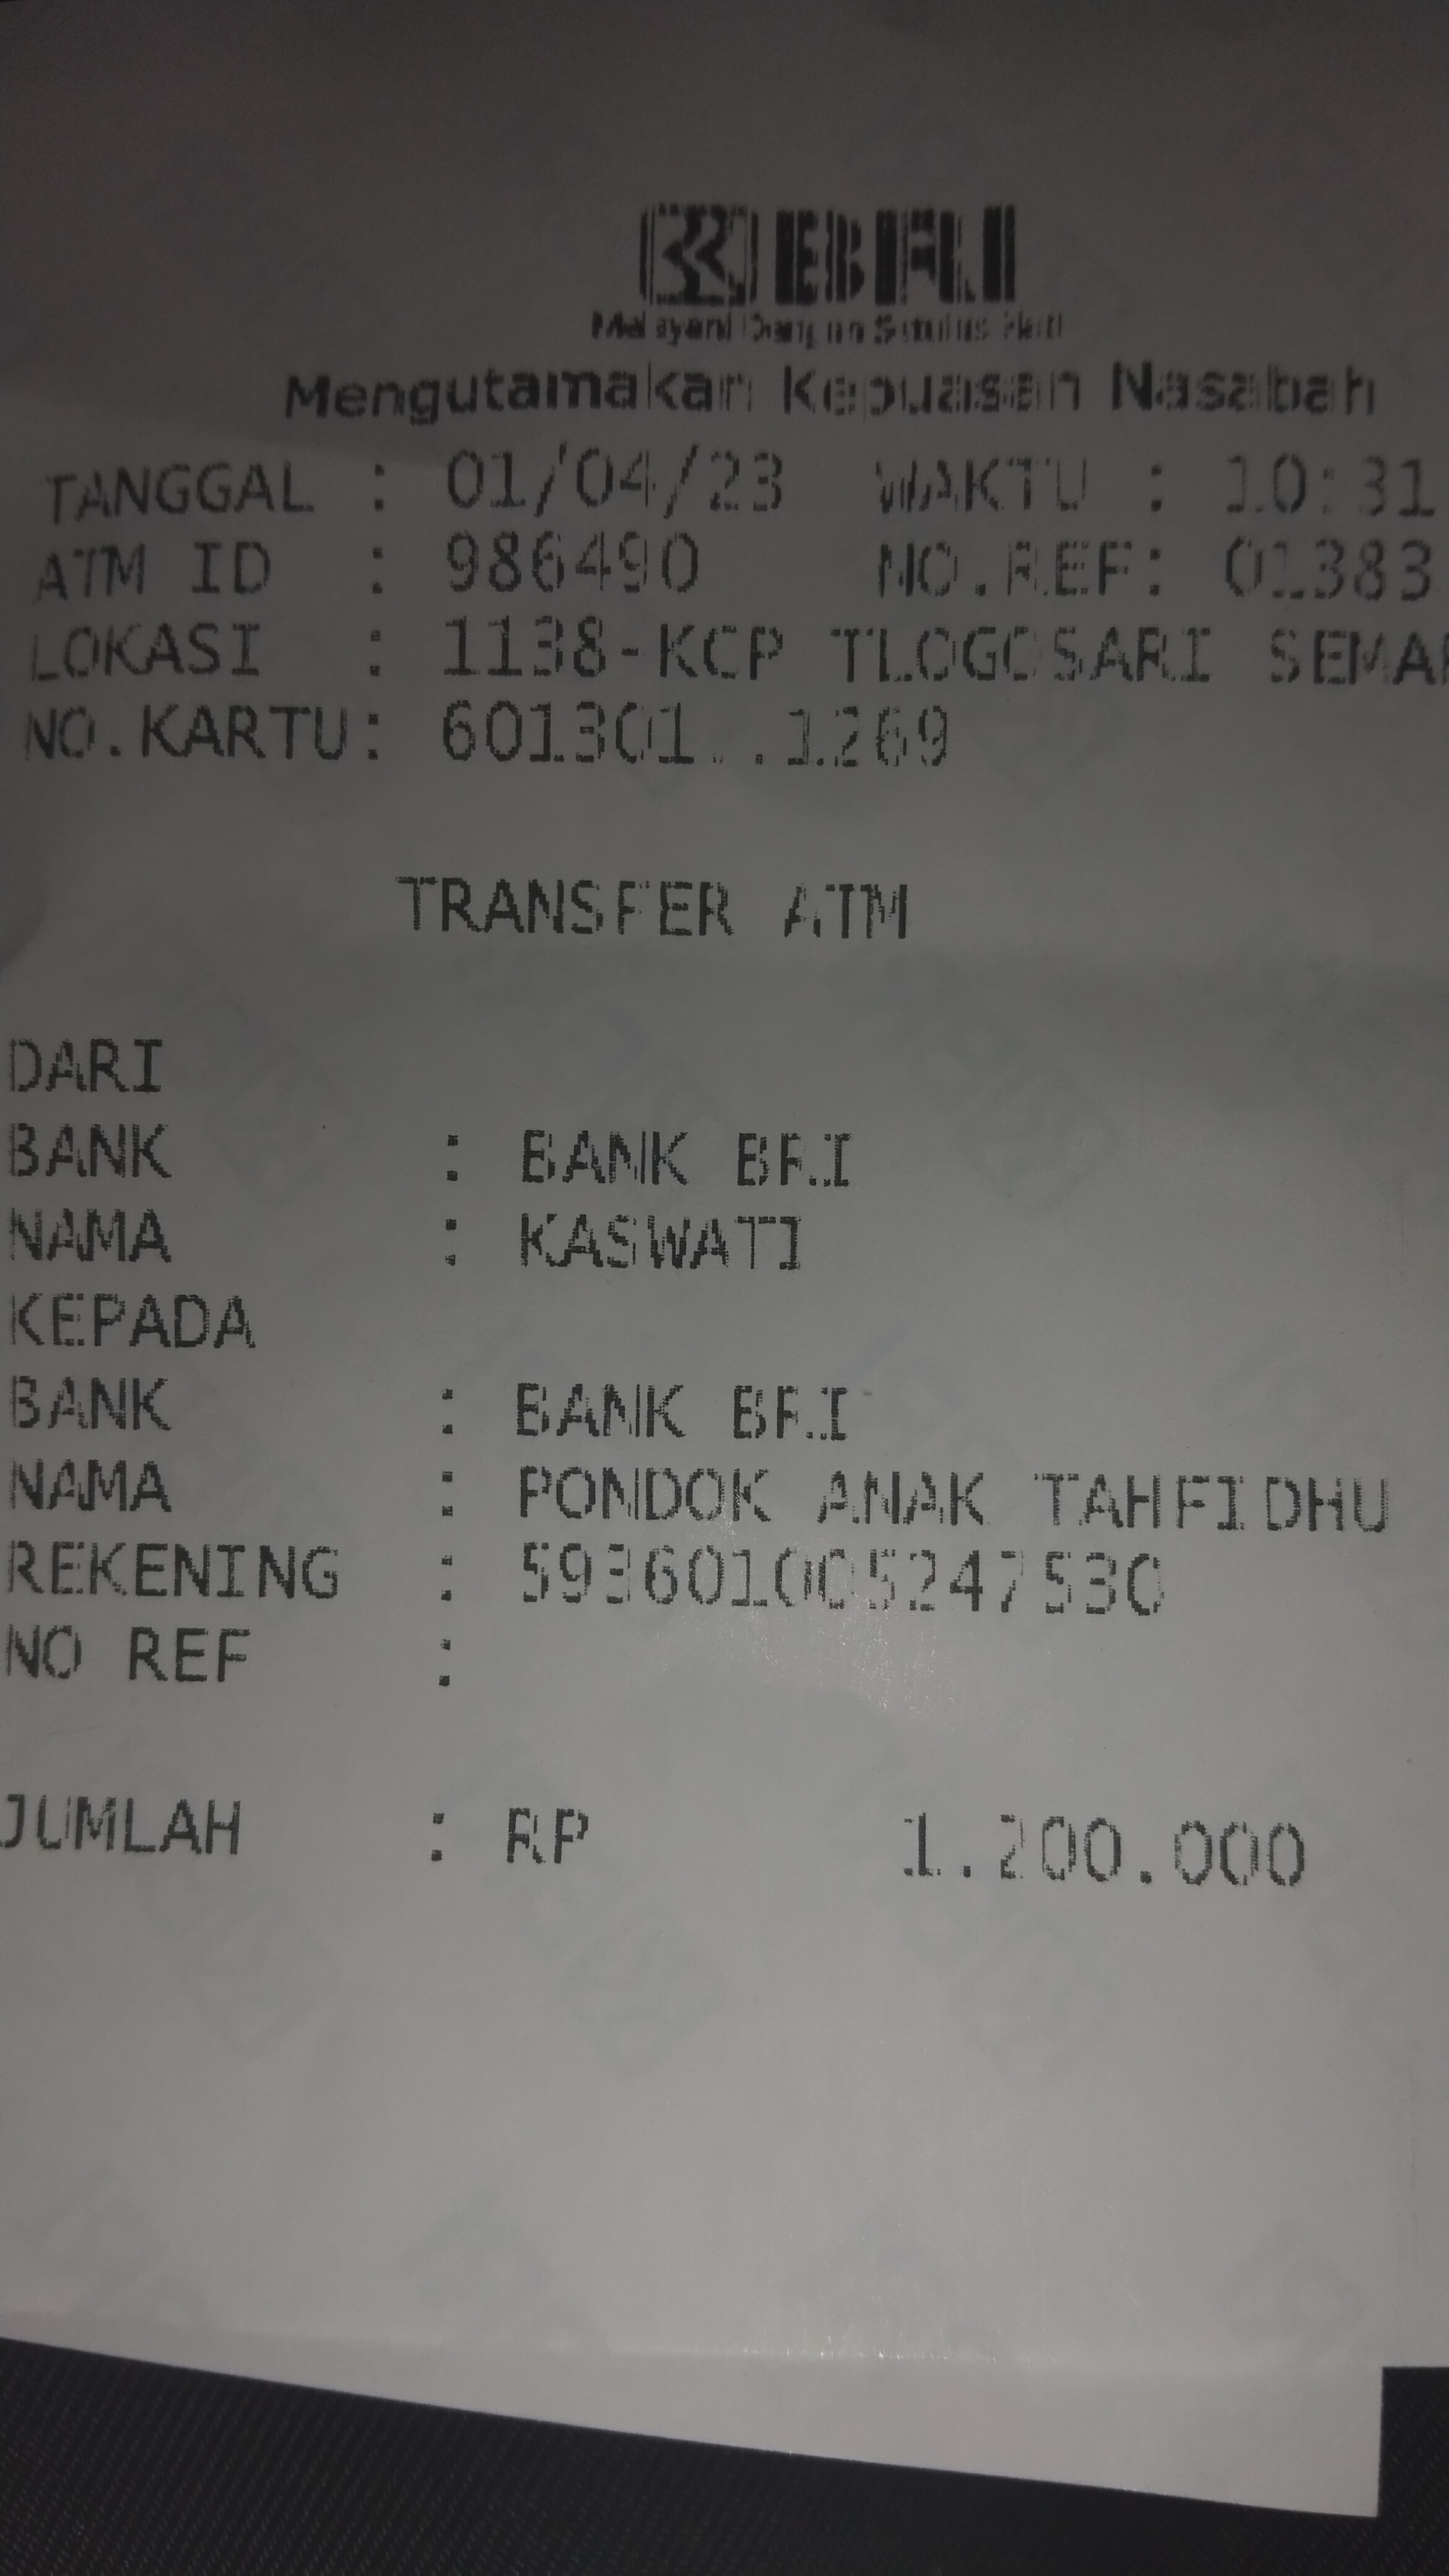 BRI
Melayani Dengan Setulus Hati
Mengutamakan Kepuasan Nasabah
TANGGAL : 01/04/23 WAKTU : 10:31
ATM ID : 986490 NO.REF: 01383
LOKASI : 1138-KCP TLOGOSARI SEMAR
NO.KARTU: 601301..1269
TRANSFER ATM
DARI
BANK : BANK BRI
NAMA : KASWATI
KEPADA
BANK : BANK BRI
NAMA : PONDOK ANAK TAHFIDHU
REKENING : 593601005247530
NO REF :
JUMLAH : RP 1.200.000